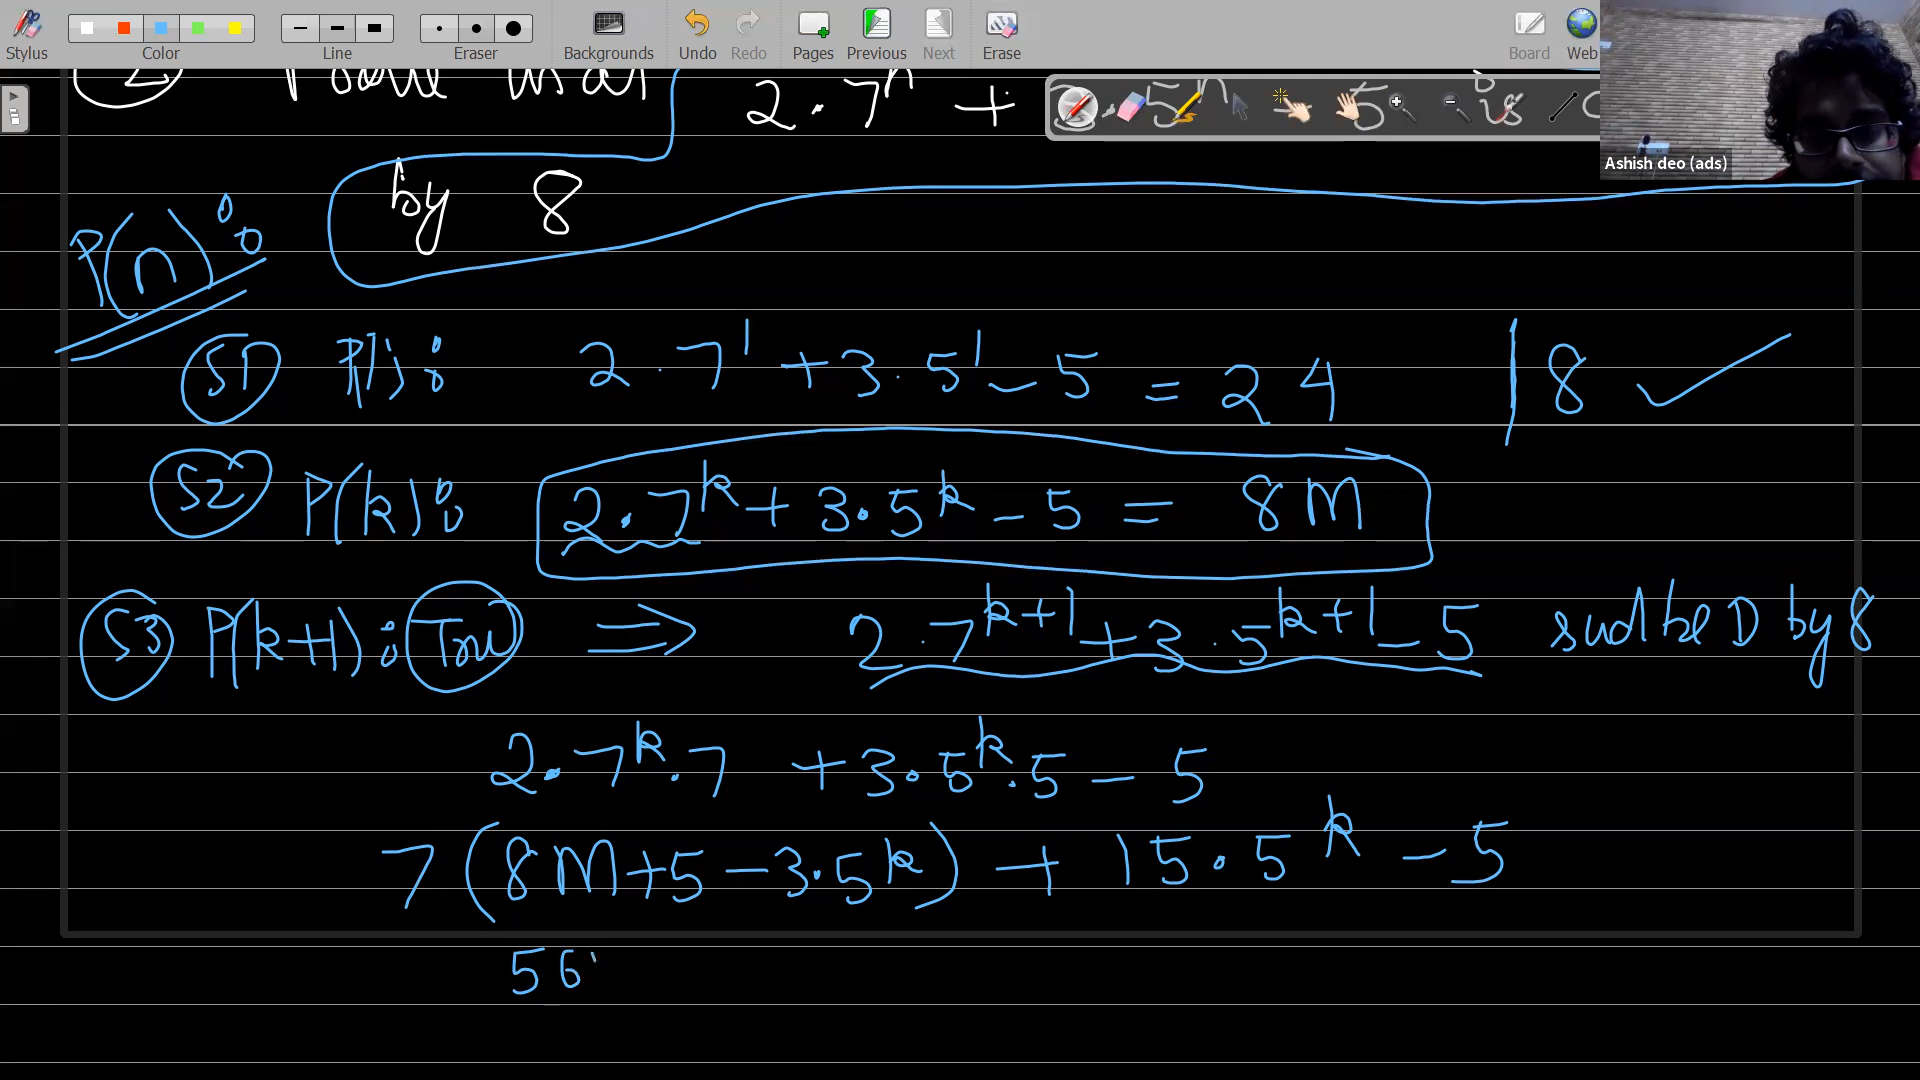 Stylus Color Line Eraser Backgrounds Undo Redo Pages Previous Next Erase Board Web
2 . 7ⁿ +
Ashish deo (ads)
by 8
P(n) :
S1 P(1) : 2 . 7¹ + 3 . 5¹ - 5 = 24 | 8 ✓
S2 P(k) : 2 . 7ᵏ + 3 . 5ᵏ - 5 = 8M
S3 P(k+1) : Tru ⇒ 2 . 7ᵏ⁺¹ + 3 . 5ᵏ⁺¹ - 5 D by 8
2 . 7ᵏ . 7 + 3 . 5ᵏ . 5 - 5
7 (8M + 5 - 3 . 5ᵏ) + 15 . 5ᵏ - 5
56